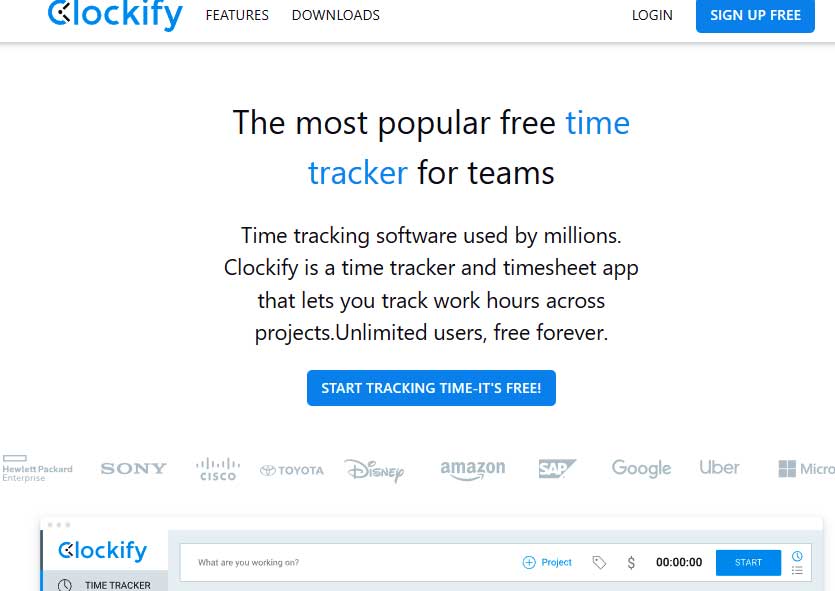 Clockify FEATURES DOWNLOADS LOGIN SIGN UP FREE
The most popular free time
tracker for teams
Time tracking software used by millions.
Clockify is a time tracker and timesheet app
that lets you track work hours across
projects.Unlimited users, free forever.
START TRACKING TIME-IT'S FREE!
Hewlett Packard
Enterprise
SONY
CISCO
TOYOTA
Disney
amazon
SAP
Google
Uber
Micro
Clockify
What are you working on? Project $ 00:00:00 START
TIME TRACKER